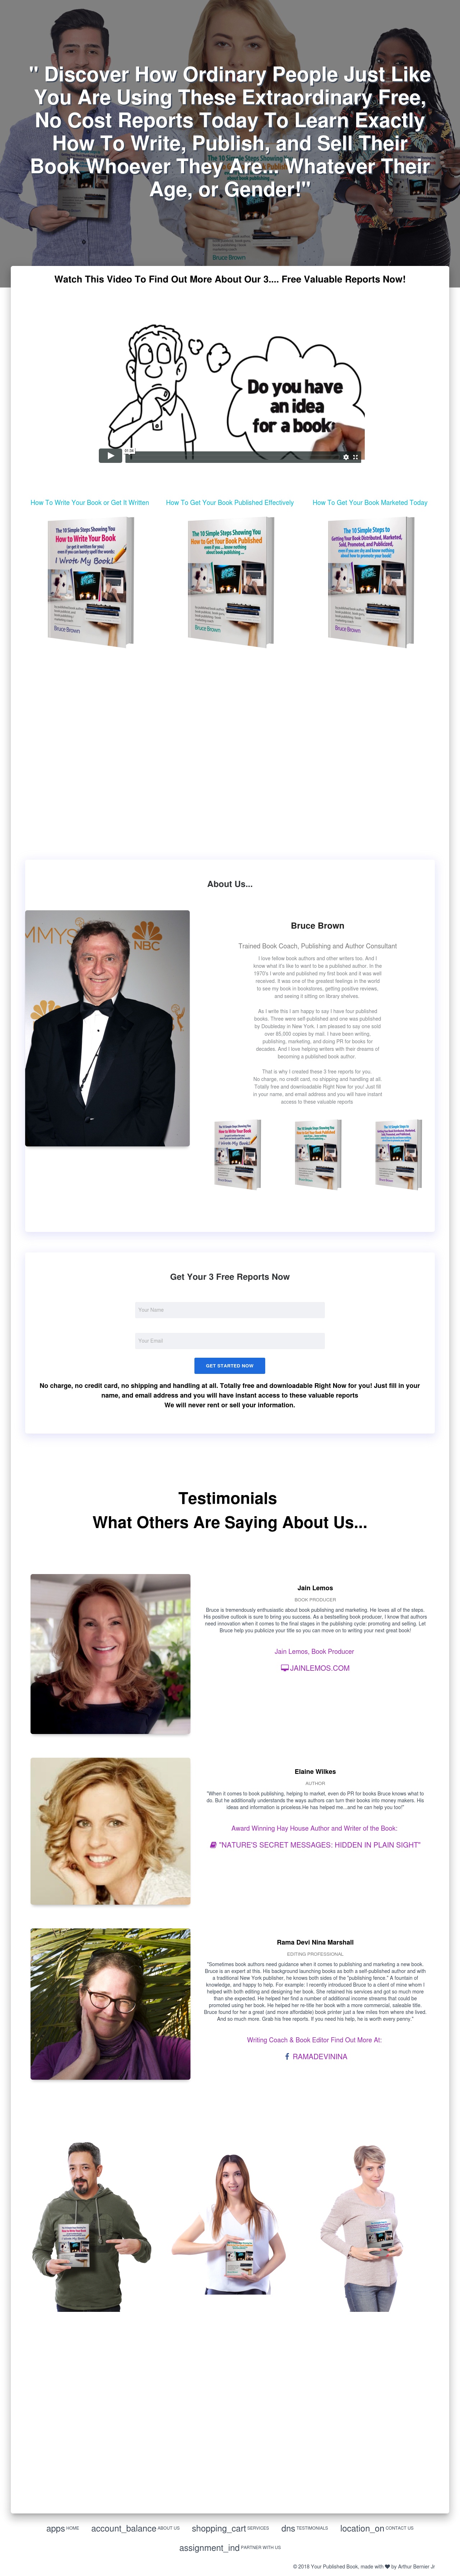 " Discover How Ordinary People Just Like
You Are Using These Extraordinary Free,
No Cost Reports Today To Learn Exactly
How To Write, Publish, and Sell Their
Book Whoever They Are... Whatever Their
Age, or Gender!"
Bruce Brown
Watch This Video To Find Out More About Our 3.... Free Valuable Reports Now!
Do you have
an idea
for a book
How To Write Your Book or Get It Written
How To Get Your Book Published Effectively
How To Get Your Book Marketed Today
The 10 Simple Steps Showing You
How to Write Your Book
(or get it written for you)
even if you can barely spell the words:
I Wrote My Book!
Bruce Brown
The 10 Simple Steps Showing You
How to Get Your Book Published
even if you ... know nothing
about book publishing ...
Bruce Brown
The 10 Simple Steps to
Getting Your Book Distributed, Marketed,
Sold, Promoted, and Publicized,
even if you are shy and know nothing
about how to promote your book!
Bruce Brown
About Us...
MMYS
NBC
Bruce Brown
Trained Book Coach, Publishing and Author Consultant
I love fellow book authors and other writers too. And I
know what it's like to want to be a published author. In the
1970's I wrote and published my first book and it was well
received. It was one of the greatest feelings in the world
to see my book in bookstores, getting positive reviews,
and seeing it sitting on library shelves.
As I write this I am happy to say I have four published
books. Three were self-published and one was published
by Doubleday in New York. I am pleased to say one sold
over 65,000 copies by mail. I have been writing,
publishing, marketing, and doing PR for books for
decades. And I love helping writers with their dreams of
becoming a published book author.
That is why I created these 3 free reports for you.
No charge, no credit card, no shipping and handling at all.
Totally free and downloadable Right Now for you! Just fill
in your name, and email address and you will have instant
access to these valuable reports
Get Your 3 Free Reports Now
Your Name
Your Email
GET STARTED NOW
No charge, no credit card, no shipping and handling at all. Totally free and downloadable Right Now for you! Just fill in your
name, and email address and you will have instant access to these valuable reports
We will never rent or sell your information.
Testimonials
What Others Are Saying About Us...
Jain Lemos
BOOK PRODUCER
Bruce is tremendously enthusiastic about book publishing and marketing. He loves all of the steps.
His positive outlook is sure to bring you success. As a bestselling book producer, I know that authors
need help getting to the final stages in the publishing cycle: promoting and selling. Let
Bruce help you publicize your title so you can move on to writing your next great book!
Jain Lemos, Book Producer
JAINLEMOS.COM
Elaine Wilkes
AUTHOR
"When it comes to book publishing, helping to market, even do PR for books Bruce knows what to
do. But he additionally understands the ways authors can turn their books into money makers. His
ideas and information is priceless.He has helped me...and he can help you too!"
Award Winning Hay House Author and Writer of the Book:
"NATURE'S SECRET MESSAGES: HIDDEN IN PLAIN SIGHT"
Rama Devi Nina Marshall
EDITING PROFESSIONAL
"Sometimes book authors need guidance when it comes to publishing and marketing a new book.
Bruce is an expert at this. His background launching books as both a self-published author and with
a traditional New York publisher, he knows both sides of the "publishing fence." A fountain of
knowledge, and happy to help. For example: I recently introduced Bruce to a client of mine whom I
helped with both editing and designing her book. She retained his services and got so much more
than she expected. He helped her find a number of additional income streams that could be
promoted using her book. He helped her re-title her book with a more commercial, saleable title.
Bruce found for her a great (and more affordable) book printer just a few miles from where she lived.
And so much more. Grab his free reports. If you need his help, he is worth every penny."
Writing Coach & Book Editor Find Out More At:
RAMADEVININA
apps HOME account_balance ABOUT US shopping_cart SERVICES dns TESTIMONIALS location_on CONTACT US
assignment_ind PARTNER WITH US
© 2018 Your Published Book, made with by Arthur Bernier Jr